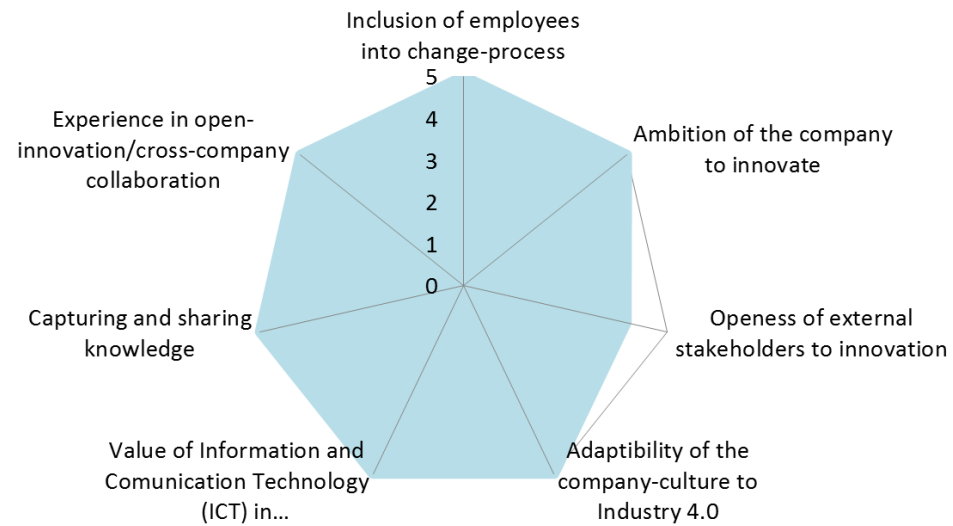 Inclusion of employees
into change-process
5
4
3
2
1
0
Ambition of the company
to innovate
Openess of external
stakeholders to innovation
Adaptibility of the
company-culture to
Industry 4.0
Value of Information and
Comunication Technology
(ICT) in...
Capturing and sharing
knowledge
Experience in open-
innovation/cross-company
collaboration